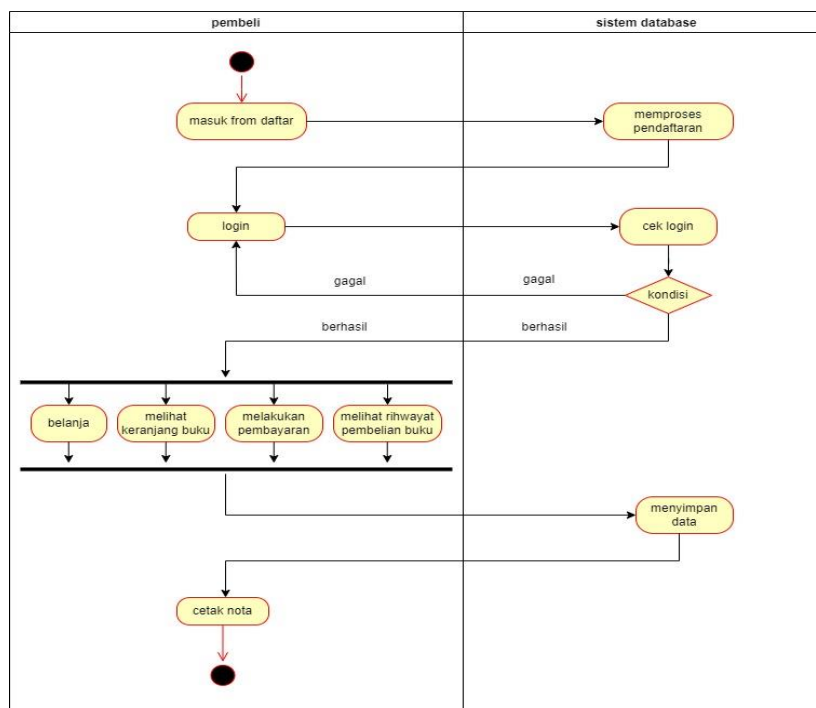 pembeli
sistem database
masuk from daftar
memproses
pendaftaran
login
cek login
gagal
gagal
kondisi
berhasil
berhasil
belanja
melihat
keranjang buku
melakukan
pembayaran
melihat rihwayat
pembelian buku
menyimpan
data
cetak nota